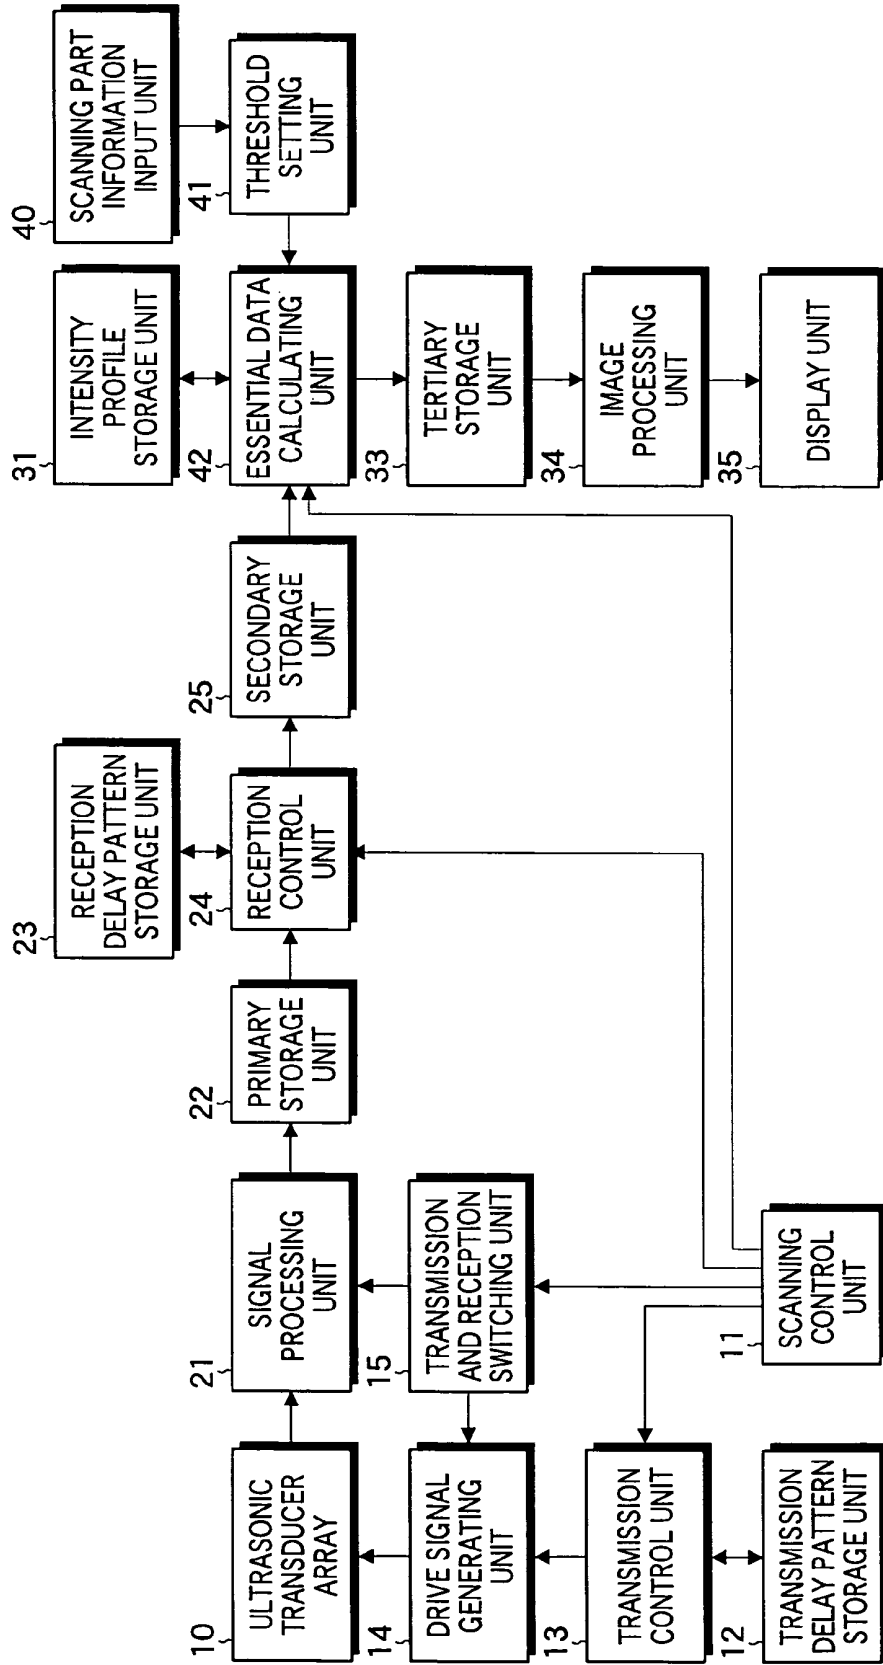 10
ULTRASONIC
TRANSDUCER
ARRAY
14
DRIVE SIGNAL
GENERATING
UNIT
13
TRANSMISSION
CONTROL UNIT
12
TRANSMISSION
DELAY PATTERN
STORAGE UNIT
21
SIGNAL
PROCESSING
UNIT
15
TRANSMISSION
AND RECEPTION
SWITCHING UNIT
11
SCANNING
CONTROL
UNIT
22
PRIMARY
STORAGE
UNIT
23
RECEPTION
DELAY PATTERN
STORAGE UNIT
24
RECEPTION
CONTROL
UNIT
25
SECONDARY
STORAGE
UNIT
31
INTENSITY
PROFILE
STORAGE UNIT
42
ESSENTIAL DATA
CALCULATING
UNIT
33
TERTIARY
STORAGE
UNIT
34
IMAGE
PROCESSING
UNIT
35
DISPLAY UNIT
40
SCANNING PART
INFORMATION
INPUT UNIT
41
THRESHOLD
SETTING
UNIT